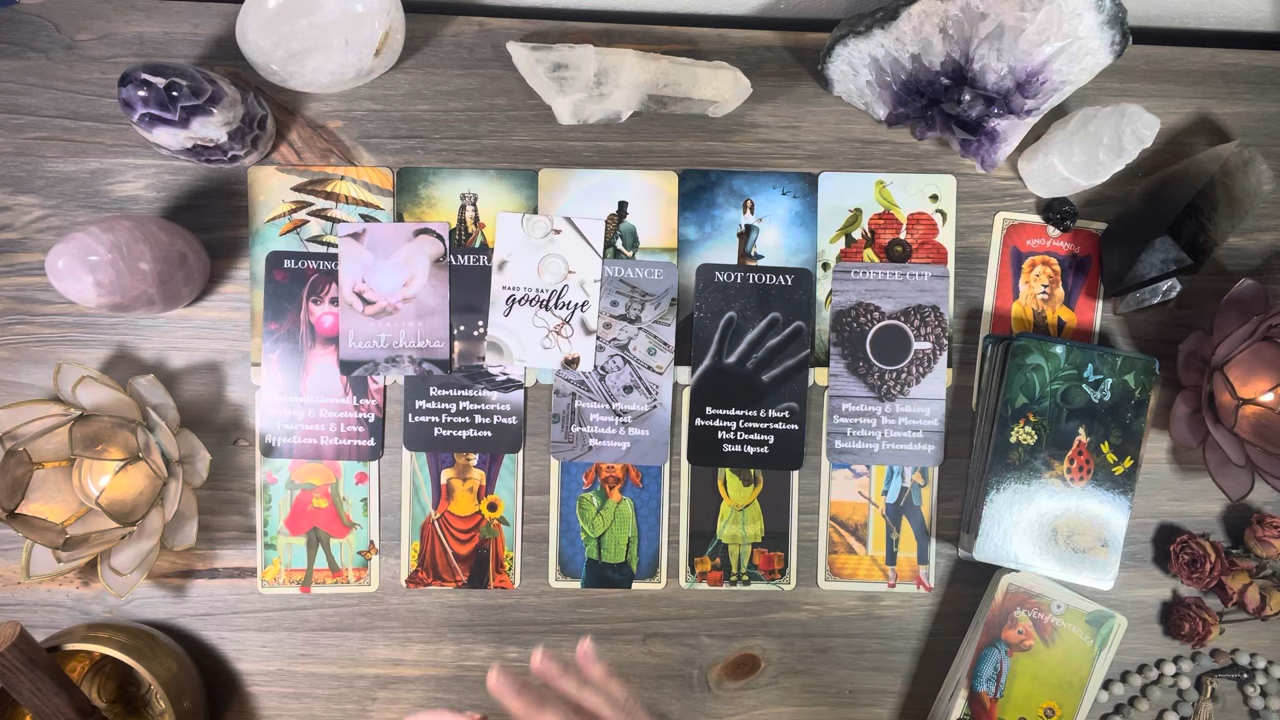 BLOWING
HEALING
heart chakra
Unconditional Love
Giving & Receiving
Fairness & Love
Affection Returned
Reminiscing
Making Memories
Learn From The Past
Perception
HARD TO SAY
goodbye
NDANCE
Positive Mindset
Manifest
Gratitude & Bliss
Blessings
NOT TODAY
Boundaries & Hurt
Avoiding Conversation
Not Dealing
Still Upset
COFFEE CUP
Meeting & Talking
Savoring The Moment
Feeling Elevated
Building Friendship
KING of WANDS
SEVEN of PENTACLES